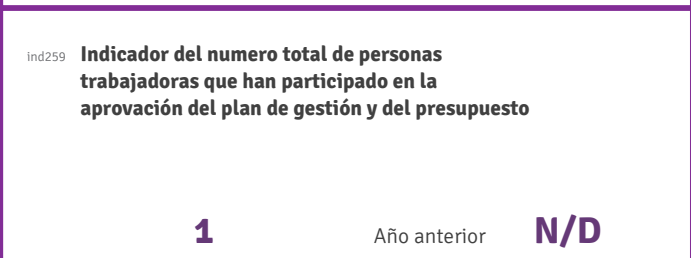 ind259 Indicador del numero total de personas
trabajadoras que han participado en la
aprovación del plan de gestión y del presupuesto
1 Año anterior N/D